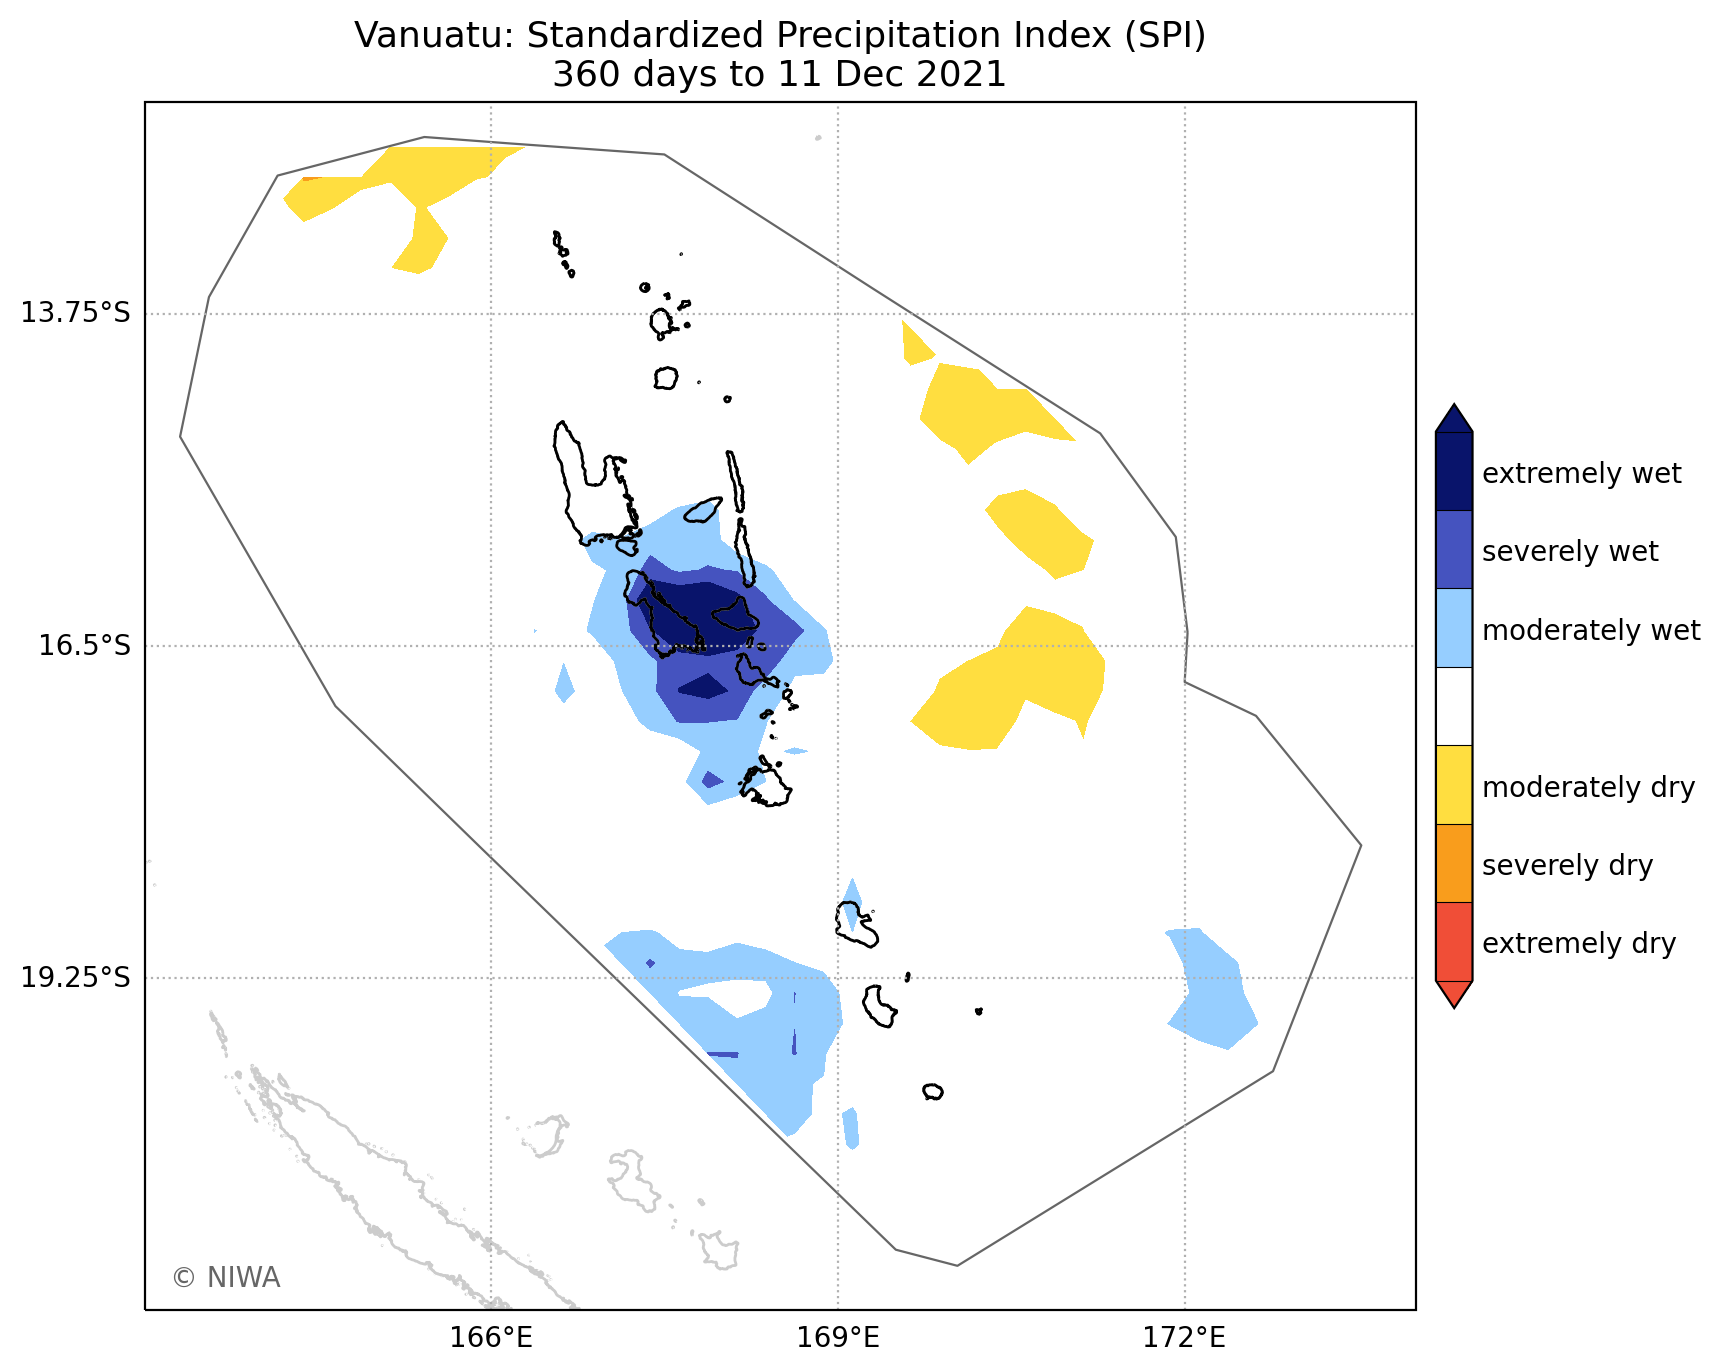 Vanuatu: Standardized Precipitation Index (SPI)
360 days to 11 Dec 2021
13.75°S
16.5°S
19.25°S
166°E
169°E
172°E
extremely wet
severely wet
moderately wet
moderately dry
severely dry
extremely dry
© NIWA